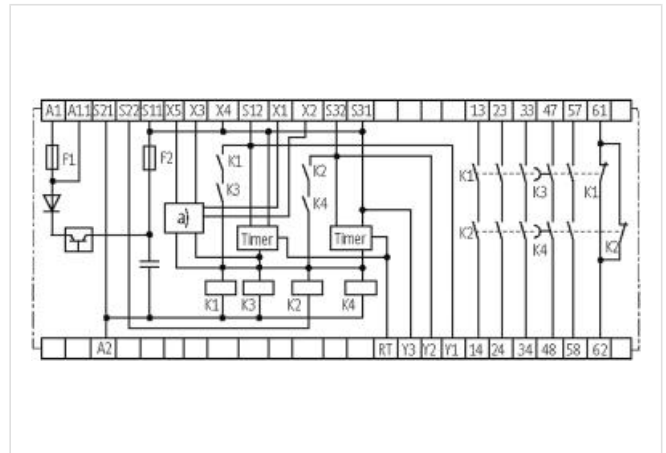 A1 A11 S21 S22 S11 X5 X3 X4 S12 X1 X2 S32 S31 13 23 33 47 57 61
F1 F2 K1 K2
K1 K3 K1
K3 K4
a) Timer Timer
K2 K4 K2
K1 K3 K2 K4
A2 RT Y3 Y2 Y1 14 24 34 48 58 62